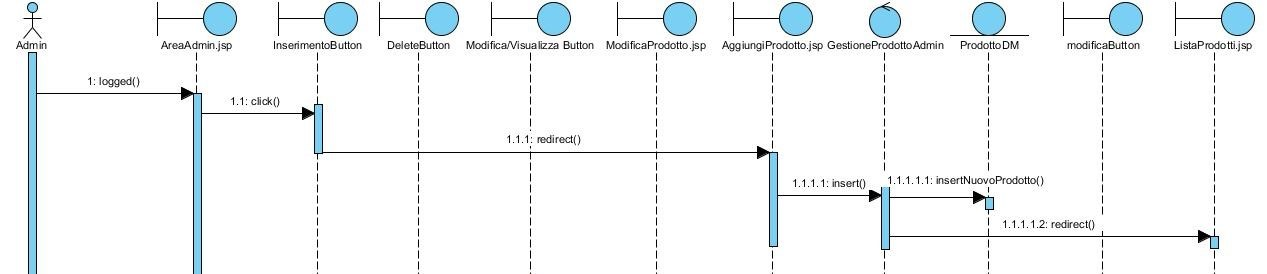 Admin
AreaAdmin.jsp
InserimentoButton
DeleteButton
Modifica/Visualizza Button
ModificaProdotto.jsp
AggiungiProdotto.jsp
GestioneProdottoAdmin
ProdottoDM
modificaButton
ListaProdotti.jsp
1: logged()
1.1: click()
1.1.1: redirect()
1.1.1.1: insert()
1.1.1.1.1: insertNuovoProdotto()
1.1.1.1.2: redirect()